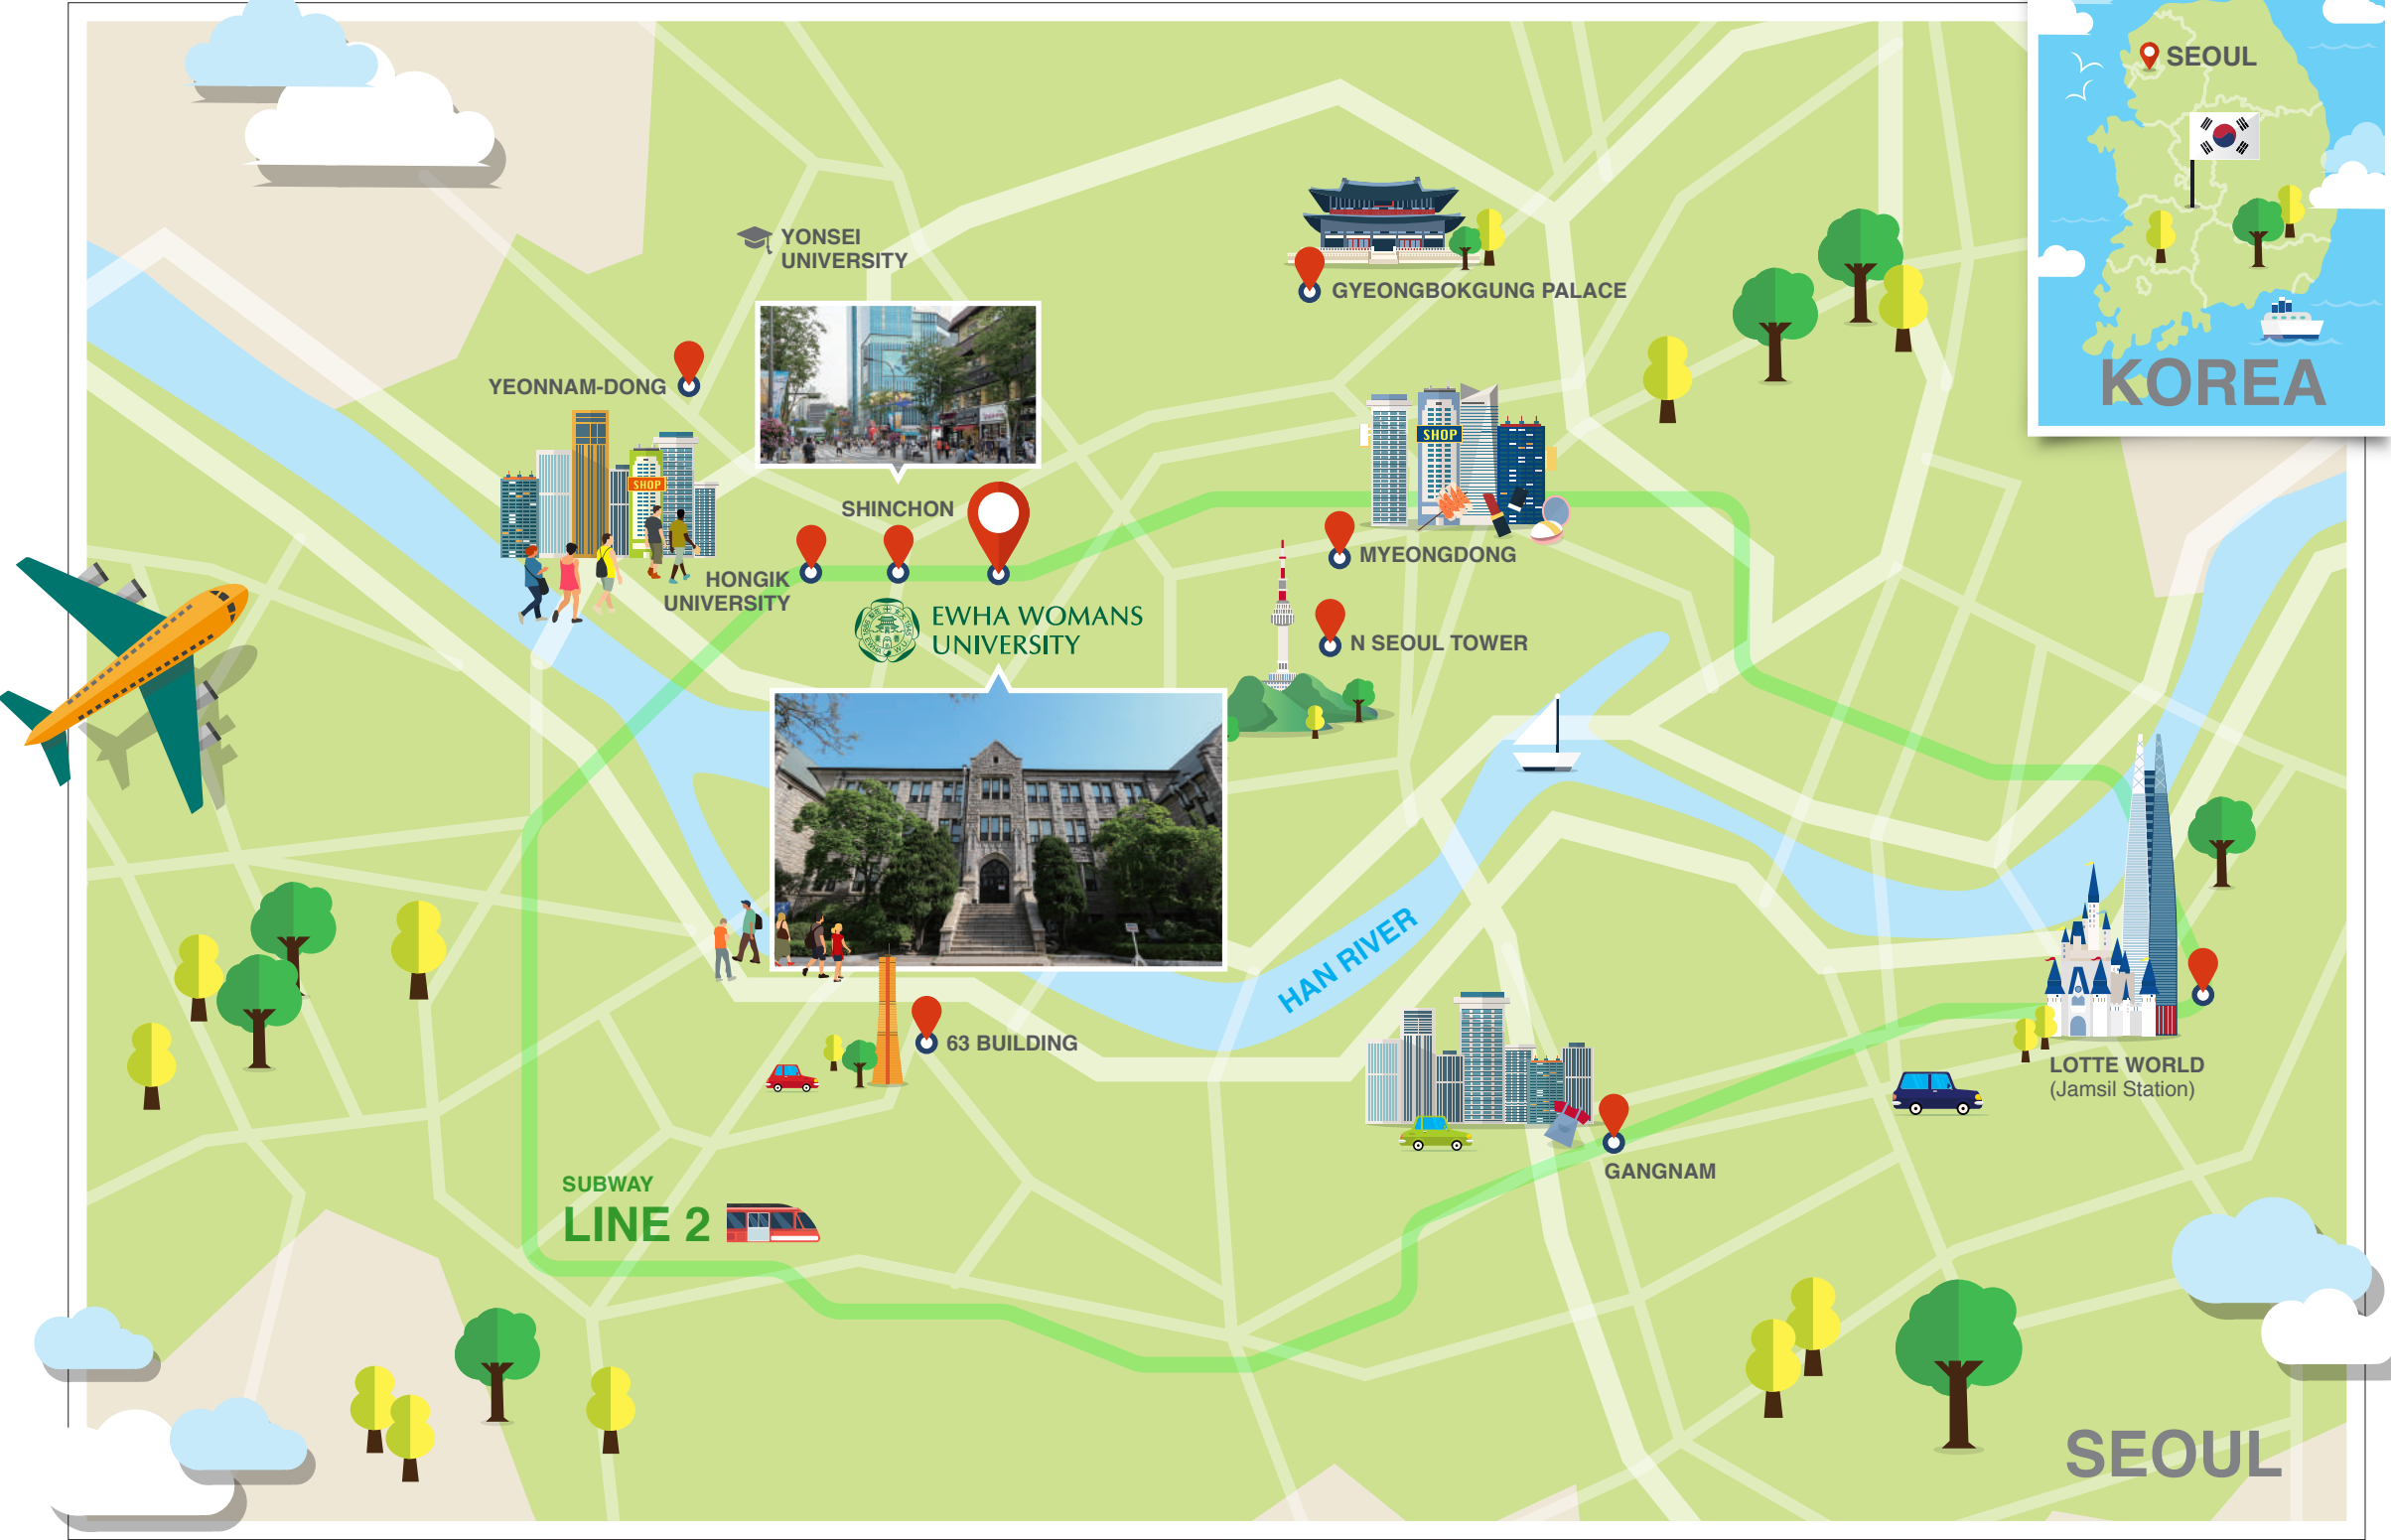 SEOUL
KOREA
YONSEI
UNIVERSITY
GYEONGBOKGUNG PALACE
YEONNAM-DONG
SHOP
SHOP
SHINCHON
MYEONGDONG
HONGIK
UNIVERSITY
EWHA WOMANS
UNIVERSITY
N SEOUL TOWER
HAN RIVER
63 BUILDING
LOTTE WORLD
(Jamsil Station)
GANGNAM
SUBWAY
LINE 2
SEOUL